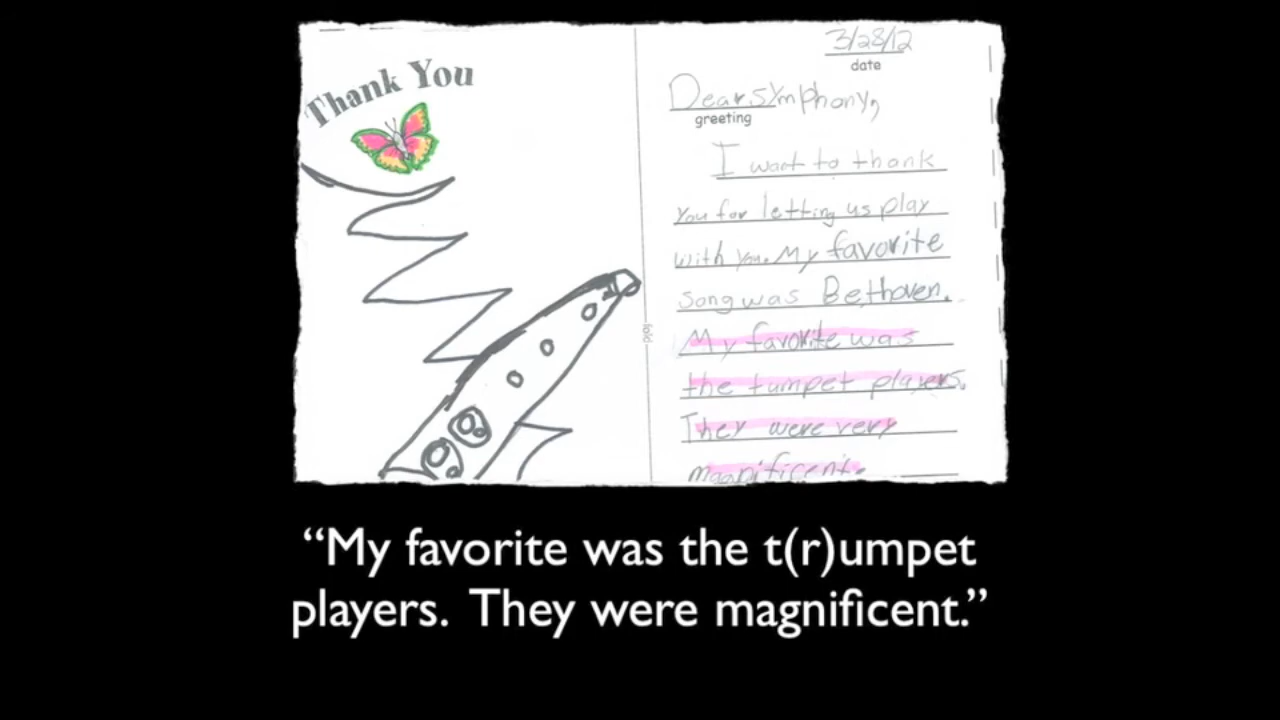 Thank You
3/28/12
date
Dear symphony,
greeting
I want to thank
you for letting us play
with you. My favorite
song was Bethoven.
fold
My favorite was
the tumpet players.
They were very
magnificent.
“My favorite was the t(r)umpet
players. They were magnificent.”